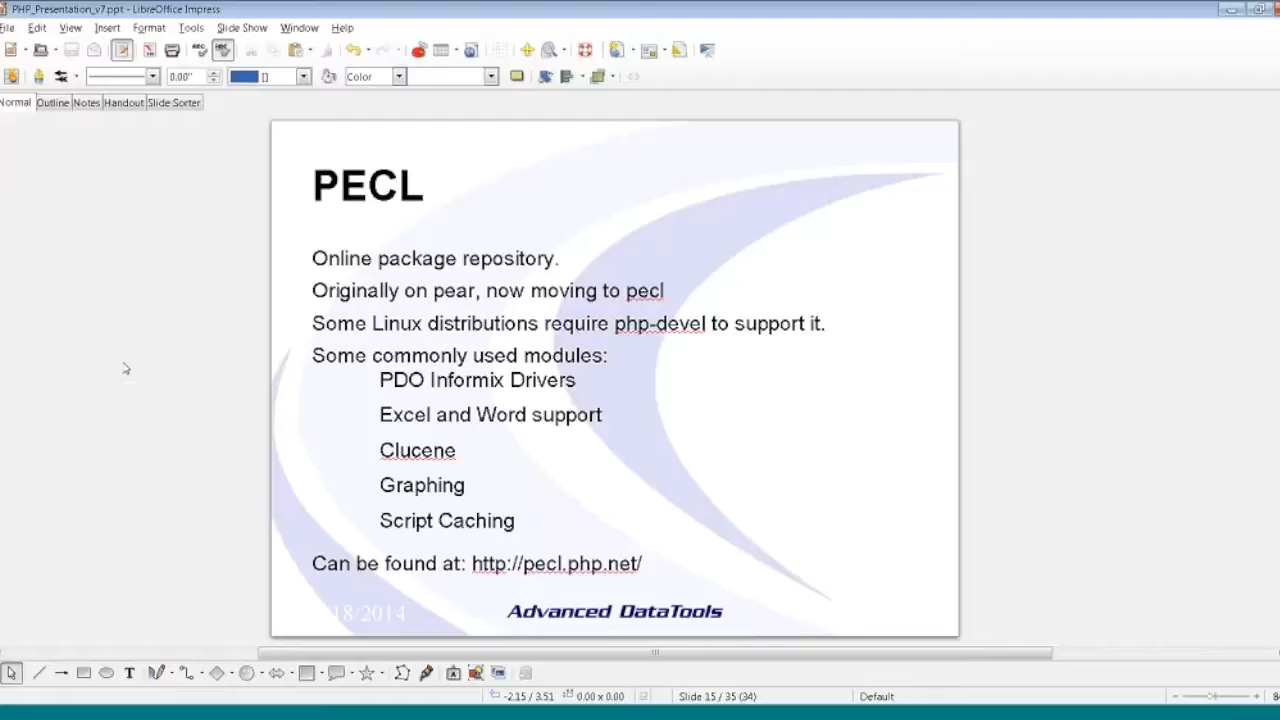 PHP_Presentation_v7.ppt - LibreOffice Impress
File Edit View Insert Format Tools Slide Show Window Help
0.00" [] Color
Normal Outline Notes Handout Slide Sorter
PECL
Online package repository.
Originally on pear, now moving to pecl
Some Linux distributions require php-devel to support it.
Some commonly used modules:
PDO Informix Drivers
Excel and Word support
Clucene
Graphing
Script Caching
Can be found at: http://pecl.php.net/
18/2014 Advanced DataTools
-2.15 / 3.51 0.00 x 0.00 Slide 15 / 35 (34) Default